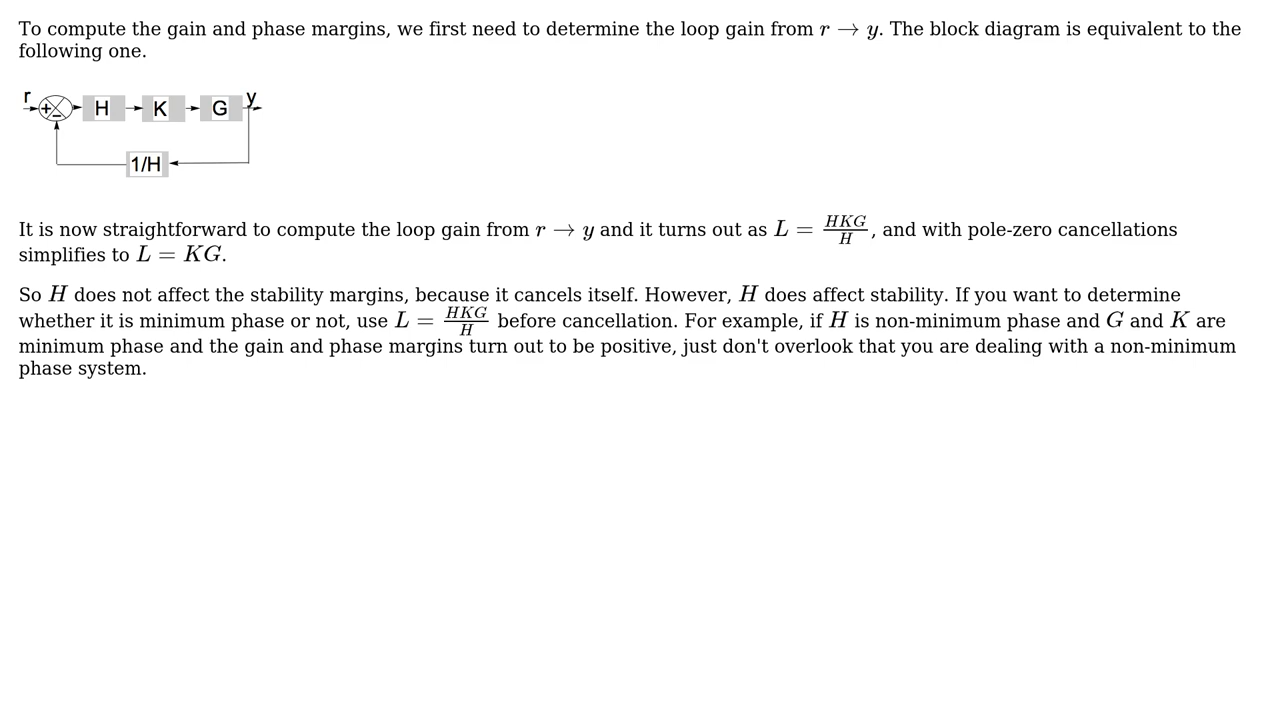 To compute the gain and phase margins, we first need to determine the loop gain from r → y. The block diagram is equivalent to the
following one.
r + − H K G y
1/H
It is now straightforward to compute the loop gain from r → y and it turns out as L = HKG/H, and with pole-zero cancellations
simplifies to L = KG.
So H does not affect the stability margins, because it cancels itself. However, H does affect stability. If you want to determine
whether it is minimum phase or not, use L = HKG/H before cancellation. For example, if H is non-minimum phase and G and K are
minimum phase and the gain and phase margins turn out to be positive, just don't overlook that you are dealing with a non-minimum
phase system.